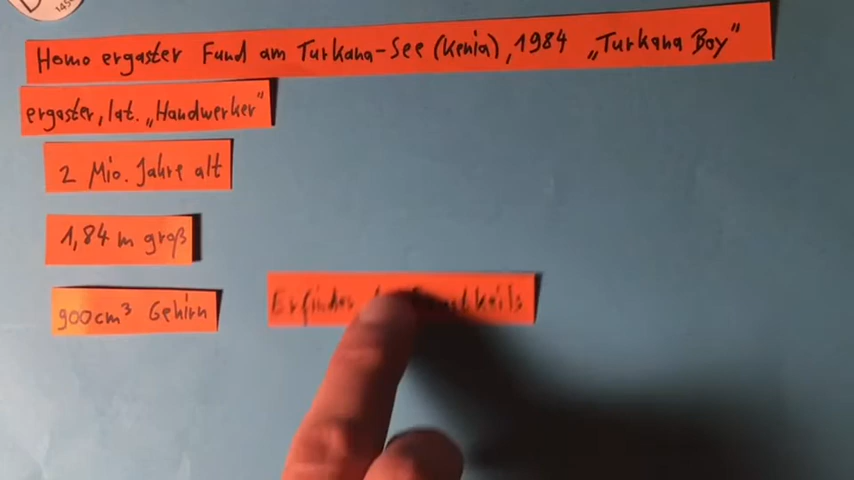 Homo ergaster Fund am Turkana-See (Kenia), 1984 „Turkana Boy"
ergaster, lat. „Handwerker"
2 Mio. Jahre alt
1,84 m groß
900cm³ Gehirn
Erfinder